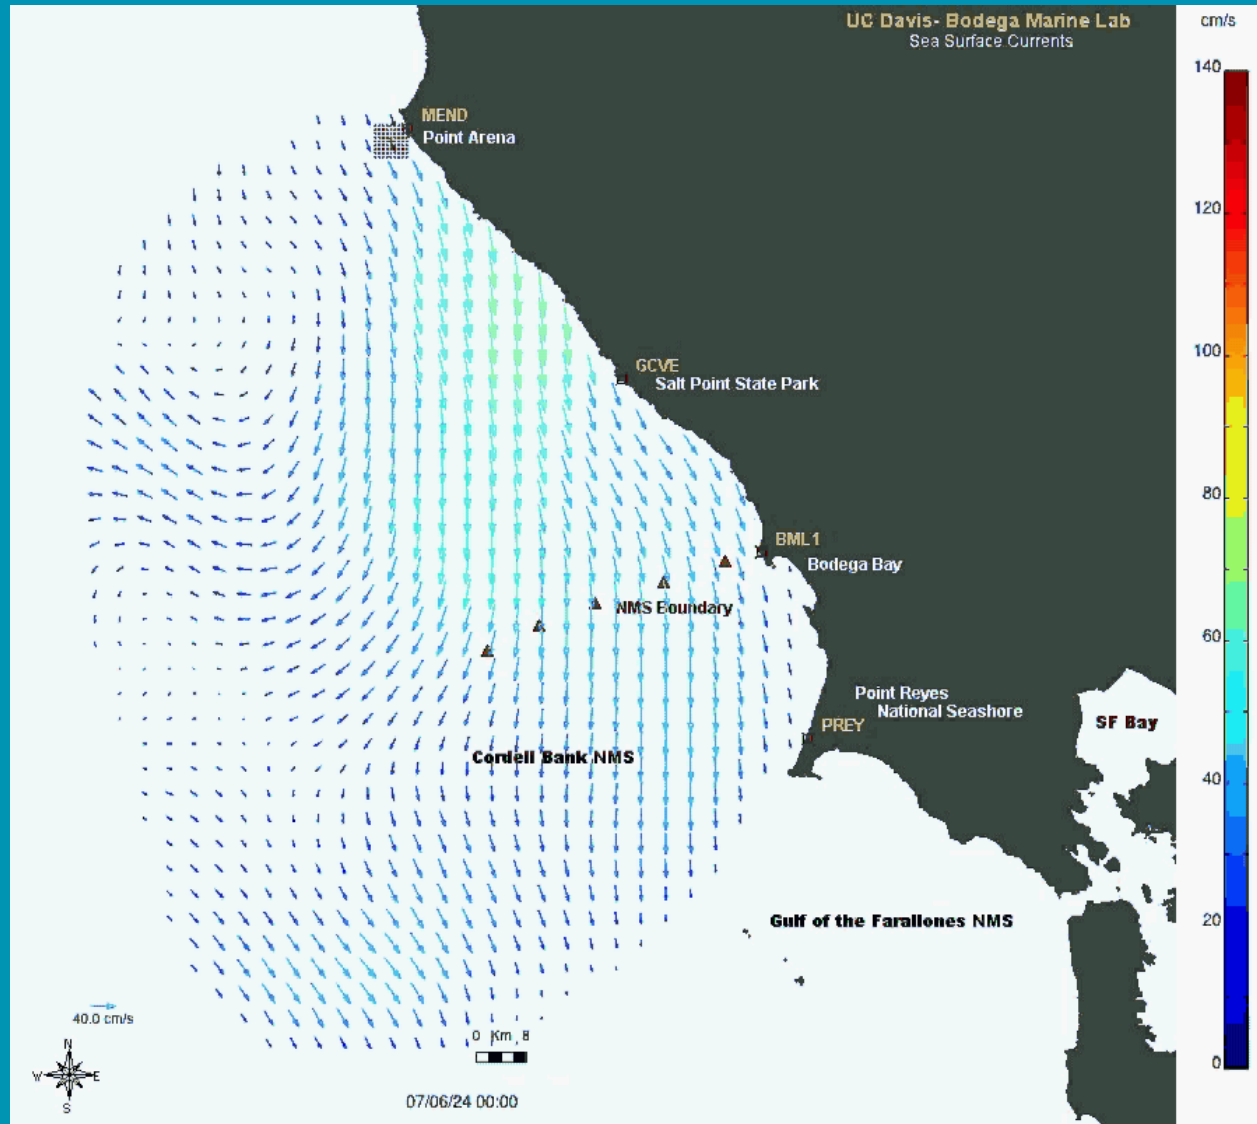 UC Davis- Bodega Marine Lab
Sea Surface Currents
cm/s
140
120
100
80
60
40
20
0
MEND
Point Arena
GCVE
Salt Point State Park
BML1
Bodega Bay
NMS Boundary
Point Reyes
National Seashore
PREY
SF Bay
Cordell Bank NMS
Gulf of the Farallones NMS
40.0 cm/s
0 Km 8
N
W E
S
07/06/24 00:00